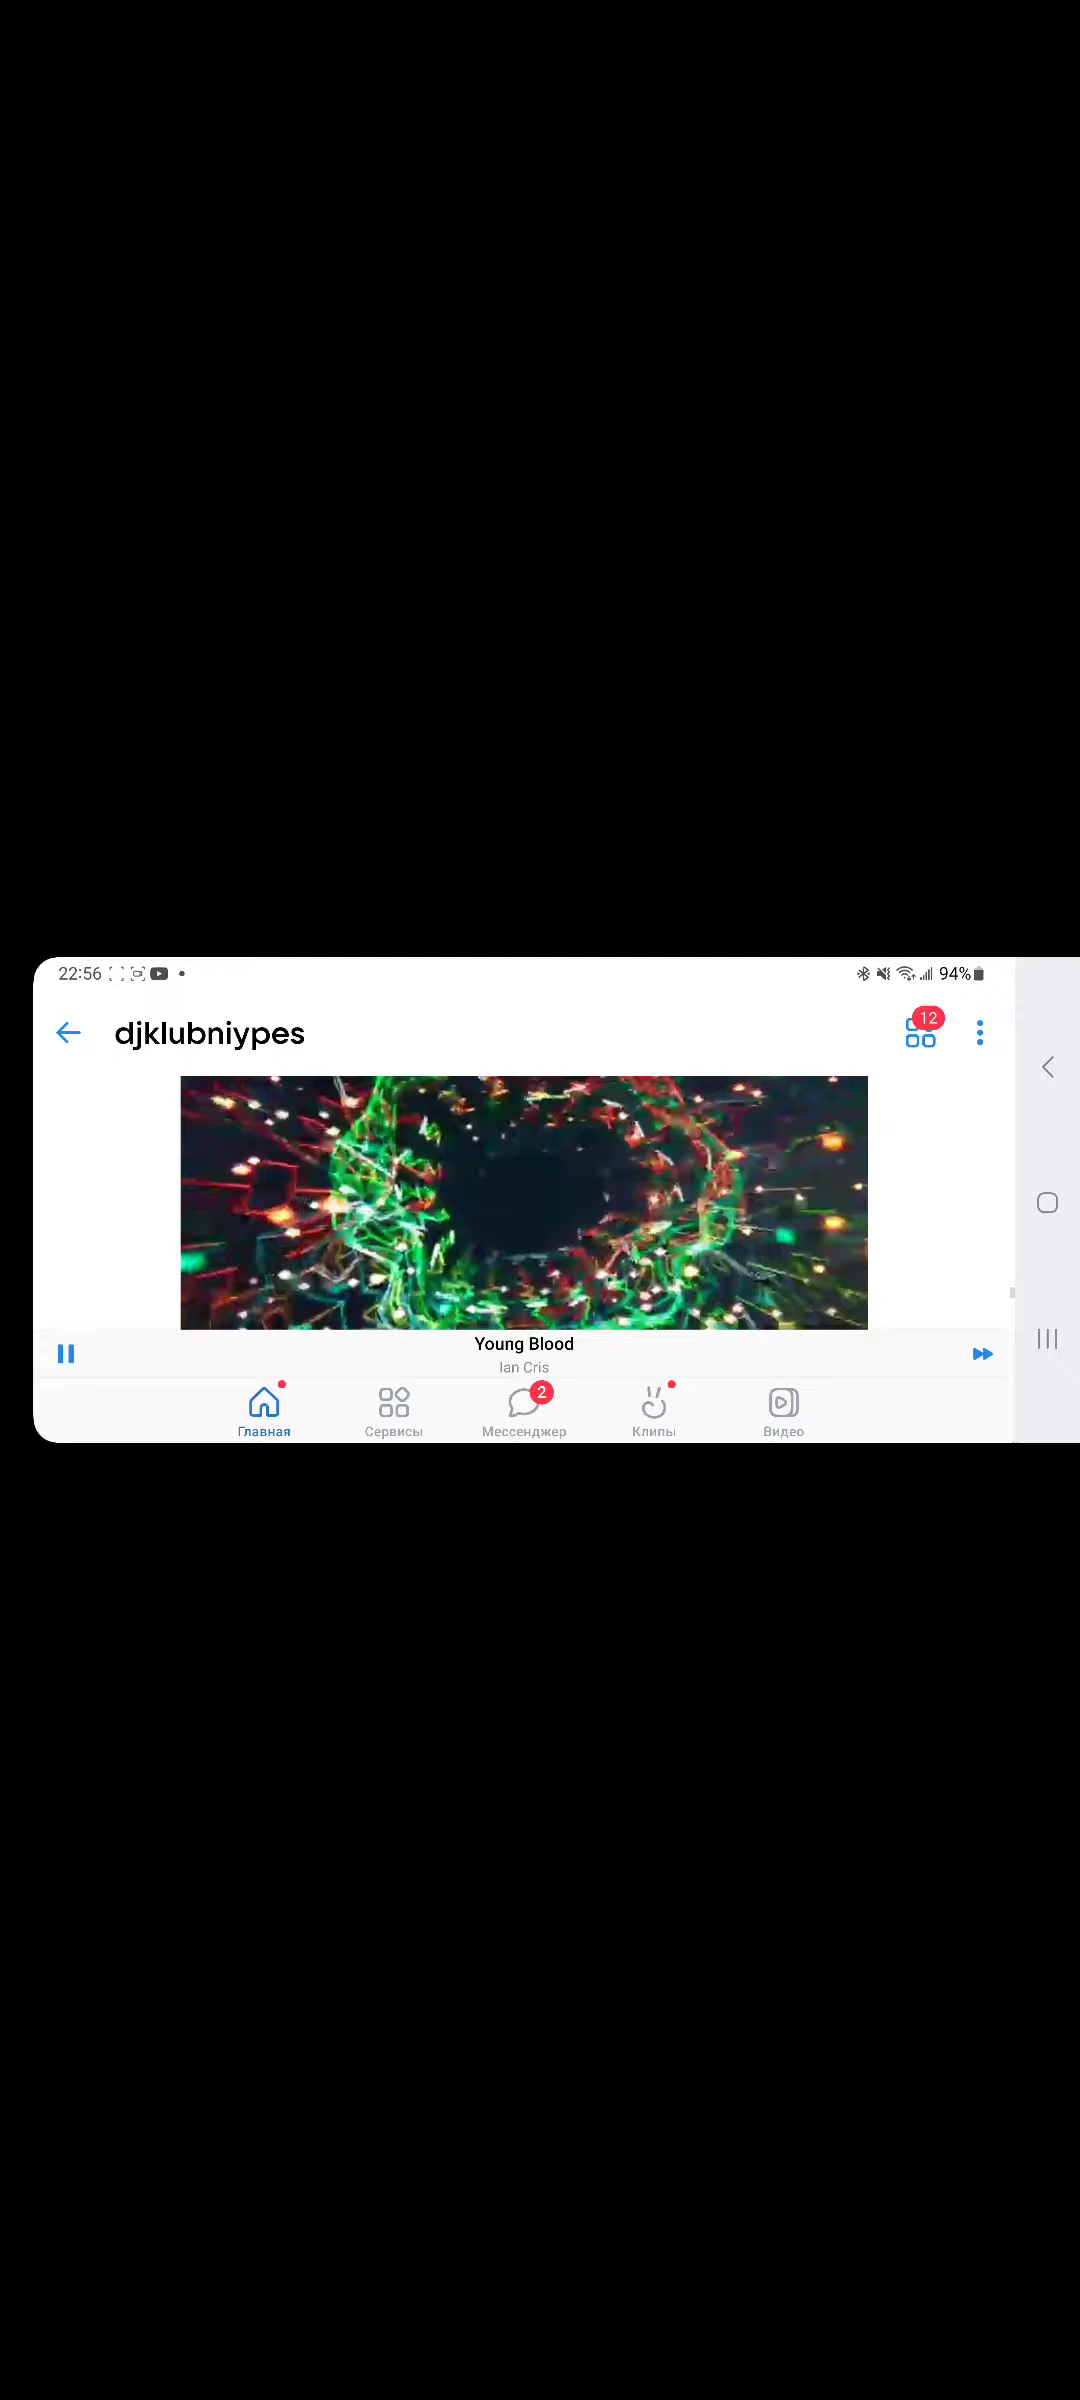 22:56
94%
djklubniypes
12
Young Blood
Ian Cris
2
Главная
Сервисы
Мессенджер
Клипы
Видео